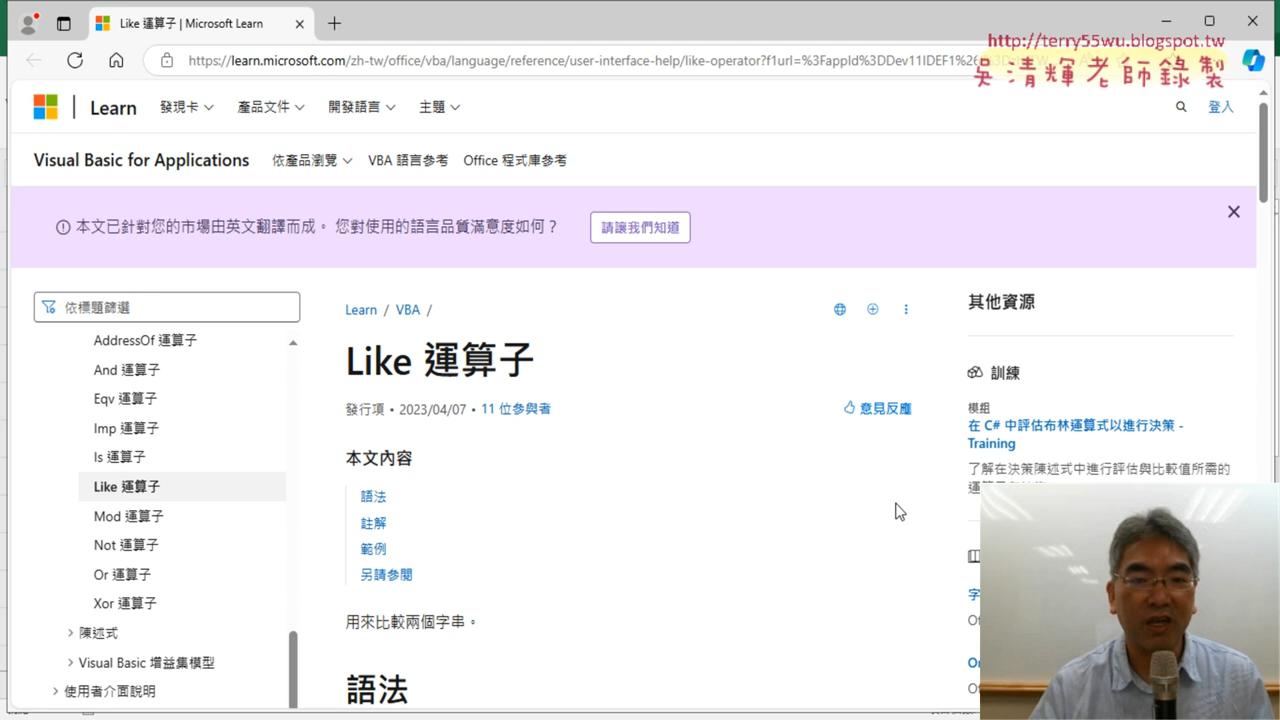 Like 運算子 | Microsoft Learn
https://learn.microsoft.com/zh-tw/office/vba/language/reference/user-interface-help/like-operator?f1url=%3FappId%3DDev11IDEF1%26
http://terry55wu.blogspot.tw
吳清輝老師錄製
Learn
發現卡
產品文件
開發語言
主題
登入
Visual Basic for Applications
依產品瀏覽
VBA 語言參考
Office 程式庫參考
本文已針對您的市場由英文翻譯而成。 您對使用的語言品質滿意度如何？
請讓我們知道
依標題篩選
AddressOf 運算子
And 運算子
Eqv 運算子
Imp 運算子
Is 運算子
Like 運算子
Mod 運算子
Not 運算子
Or 運算子
Xor 運算子
陳述式
Visual Basic 增益集模型
使用者介面說明
Learn / VBA /
Like 運算子
發行項 • 2023/04/07 • 11 位參與者
意見反應
本文內容
語法
註解
範例
另請參閱
用來比較兩個字串。
語法
其他資源
訓練
模組
在 C# 中評估布林運算式以進行決策 -
Training
了解在決策陳述式中進行評估與比較值所需的